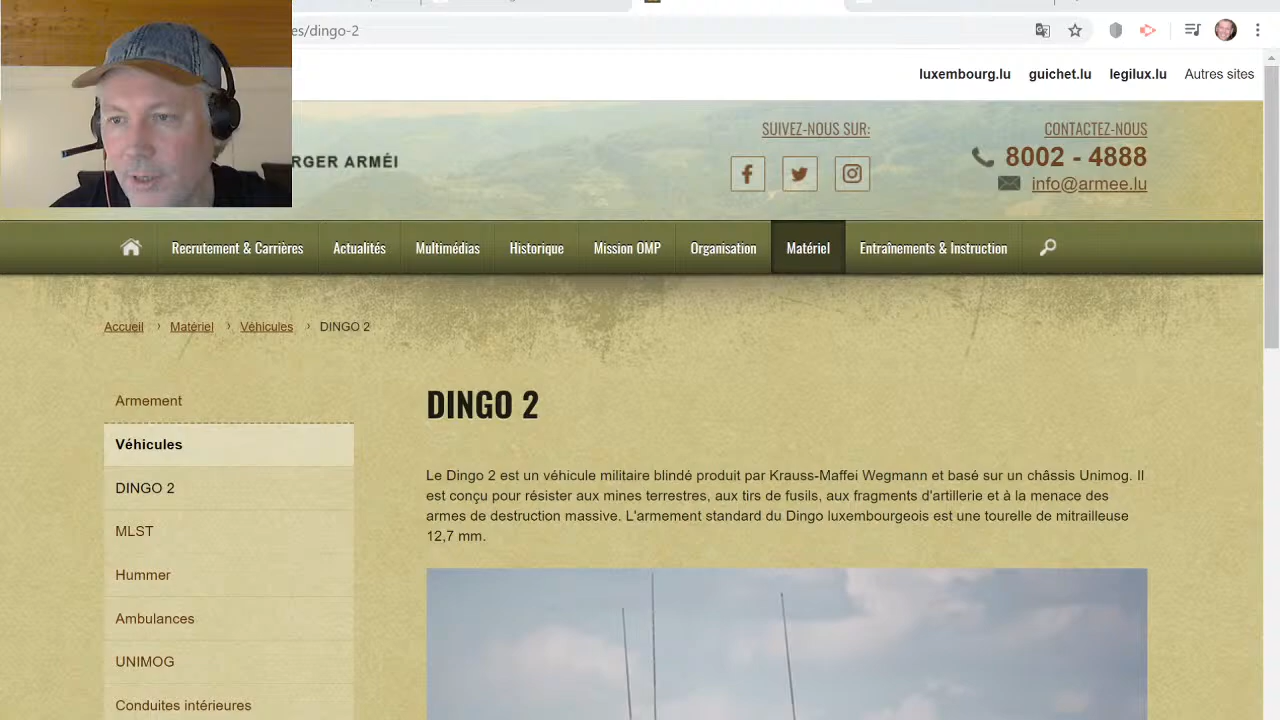 es/dingo-2
luxembourg.lu guichet.lu legilux.lu Autres sites
RGER ARMÉI
SUIVEZ-NOUS SUR:
CONTACTEZ-NOUS
8002 - 4888
info@armee.lu
Recrutement & Carrières Actualités Multimédias Historique Mission OMP Organisation Matériel Entraînements & Instruction
Accueil › Matériel › Véhicules › DINGO 2
Armement
Véhicules
DINGO 2
MLST
Hummer
Ambulances
UNIMOG
Conduites intérieures
DINGO 2
Le Dingo 2 est un véhicule militaire blindé produit par Krauss-Maffei Wegmann et basé sur un châssis Unimog. Il
est conçu pour résister aux mines terrestres, aux tirs de fusils, aux fragments d'artillerie et à la menace des
armes de destruction massive. L'armement standard du Dingo luxembourgeois est une tourelle de mitrailleuse
12,7 mm.